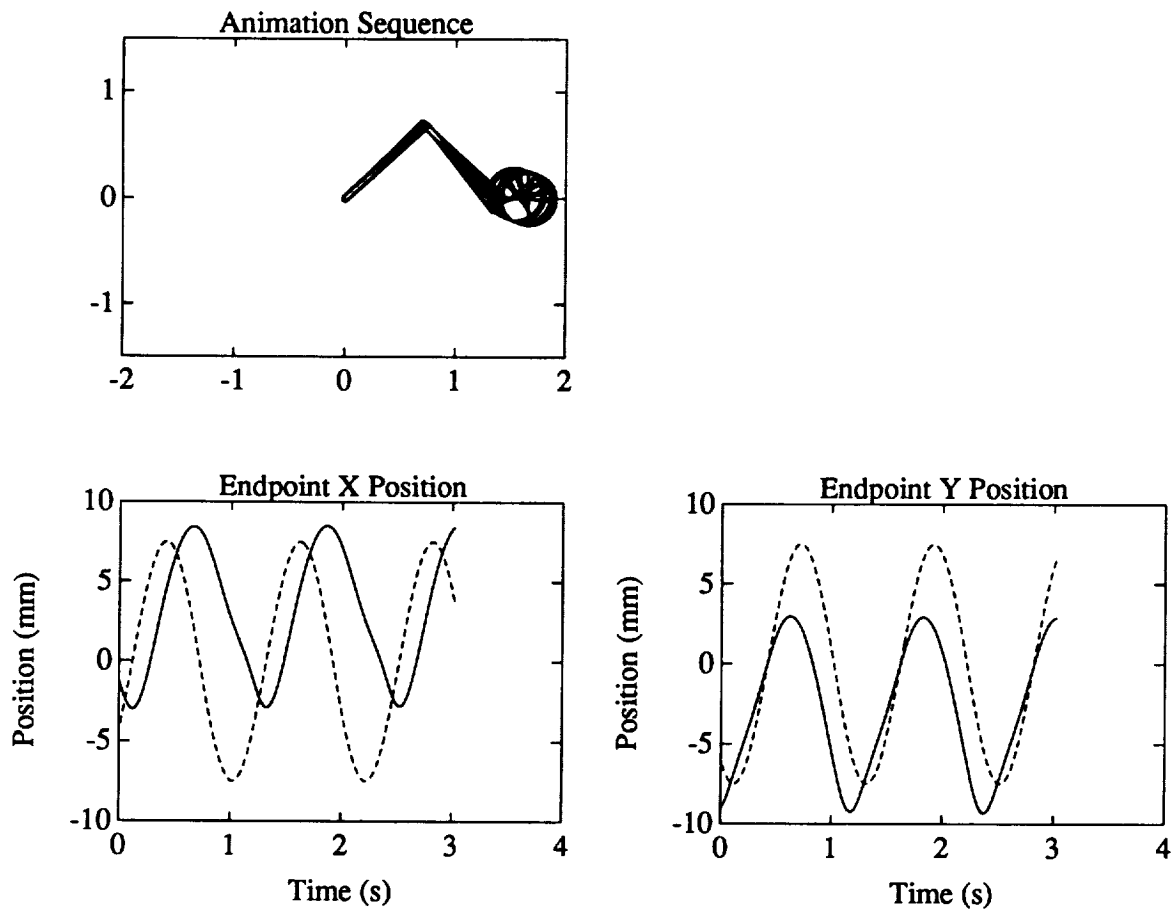 Animation Sequence
1
0
-1
-2 -1 0 1 2
Endpoint X Position
10
5
0
-5
-10
Position (mm)
0 1 2 3 4
Time (s)
Endpoint Y Position
10
5
0
-5
-10
Position (mm)
0 1 2 3 4
Time (s)